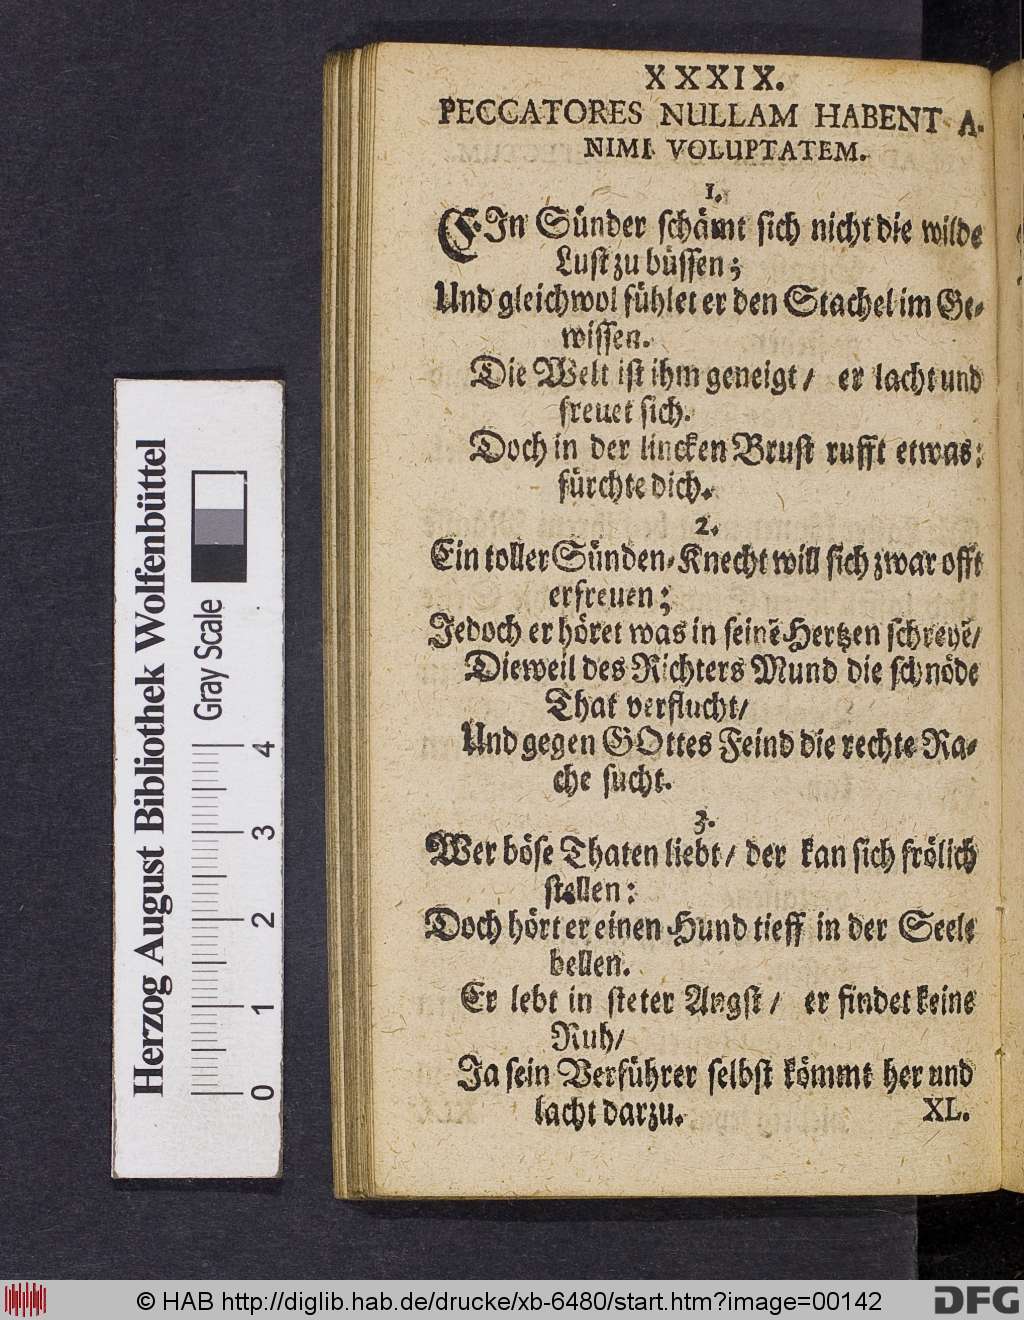 XXXIX.
PECCATORES NULLAM HABENT A-
NIMI VOLUPTATEM.
1.
EIn Sünder schämt sich nicht die wilde
Lust zu büssen;
Und gleichwol fühlet er den Stachel im Ge-
wissen.
Die Welt ist ihm geneigt / er lacht und
freuet sich.
Doch in der lincken Brust rufft etwas:
fürchte dich.
2.
Ein toller Sünden-Knecht will sich zwar offt
erfreuen;
Jedoch er höret was in seinē Hertzen schreyē/
Dieweil des Richters Mund die schnöde
That verflucht/
Und gegen GOttes Feind die rechte Ra-
che sucht.
3.
Wer böse Thaten liebt / der kan sich frölich
stellen:
Doch hört er einen Hund tieff in der Seele
bellen.
Er lebt in steter Angst / er findet keine
Ruh/
Ja sein Verführer selbst kömmt her und
lacht darzu.
XL.
Herzog August Bibliothek Wolfenbüttel
Gray Scale
0 1 2 3 4
© HAB http://diglib.hab.de/drucke/xb-6480/start.htm?image=00142
DFG